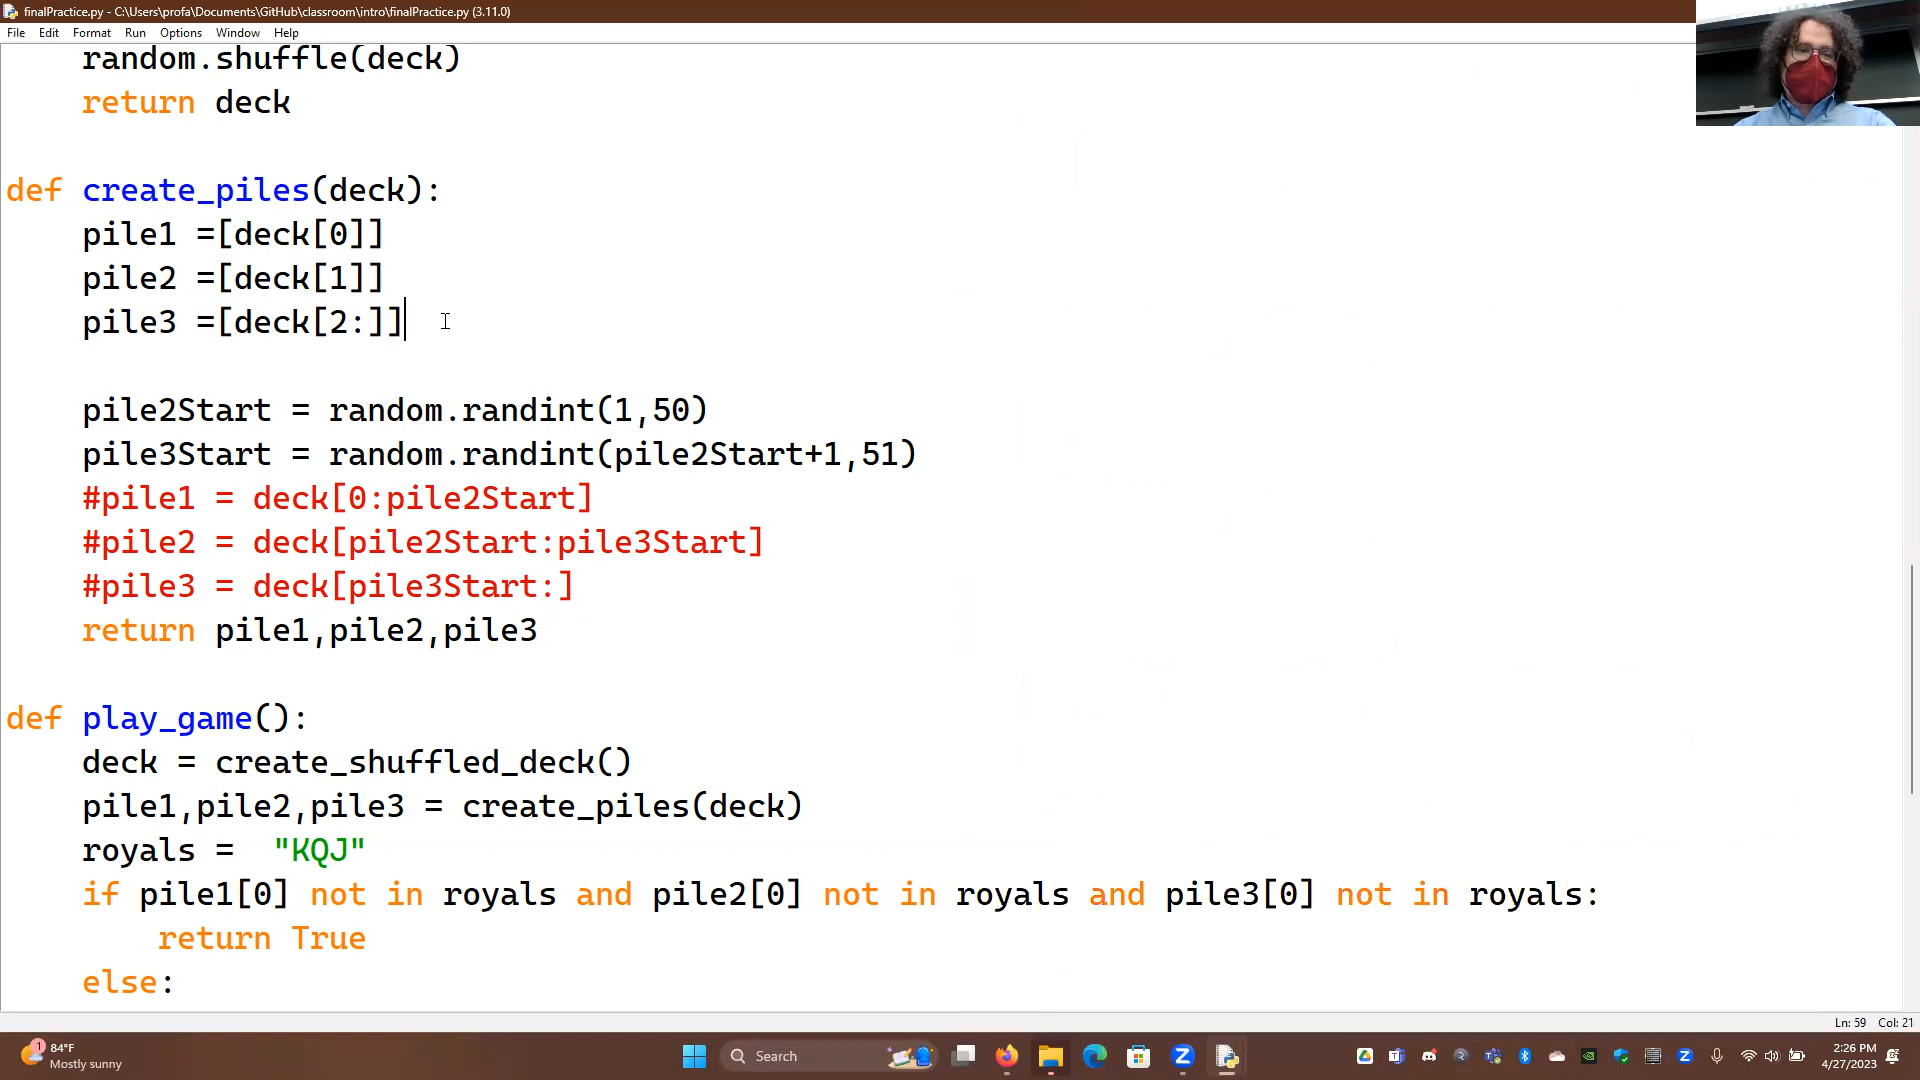 finalPractice.py - C:\Users\profa\Documents\GitHub\classroom\intro\finalPractice.py (3.11.0)
File Edit Format Run Options Window Help
    random.shuffle(deck)
    return deck

def create_piles(deck):
    pile1 =[deck[0]]
    pile2 =[deck[1]]
    pile3 =[deck[2:]]

    pile2Start = random.randint(1,50)
    pile3Start = random.randint(pile2Start+1,51)
    #pile1 = deck[0:pile2Start]
    #pile2 = deck[pile2Start:pile3Start]
    #pile3 = deck[pile3Start:]
    return pile1,pile2,pile3

def play_game():
    deck = create_shuffled_deck()
    pile1,pile2,pile3 = create_piles(deck)
    royals =  "KQJ"
    if pile1[0] not in royals and pile2[0] not in royals and pile3[0] not in royals:
        return True
    else:
Ln: 59 Col: 21
1
84°F
Mostly sunny
Search
2:26 PM
4/27/2023